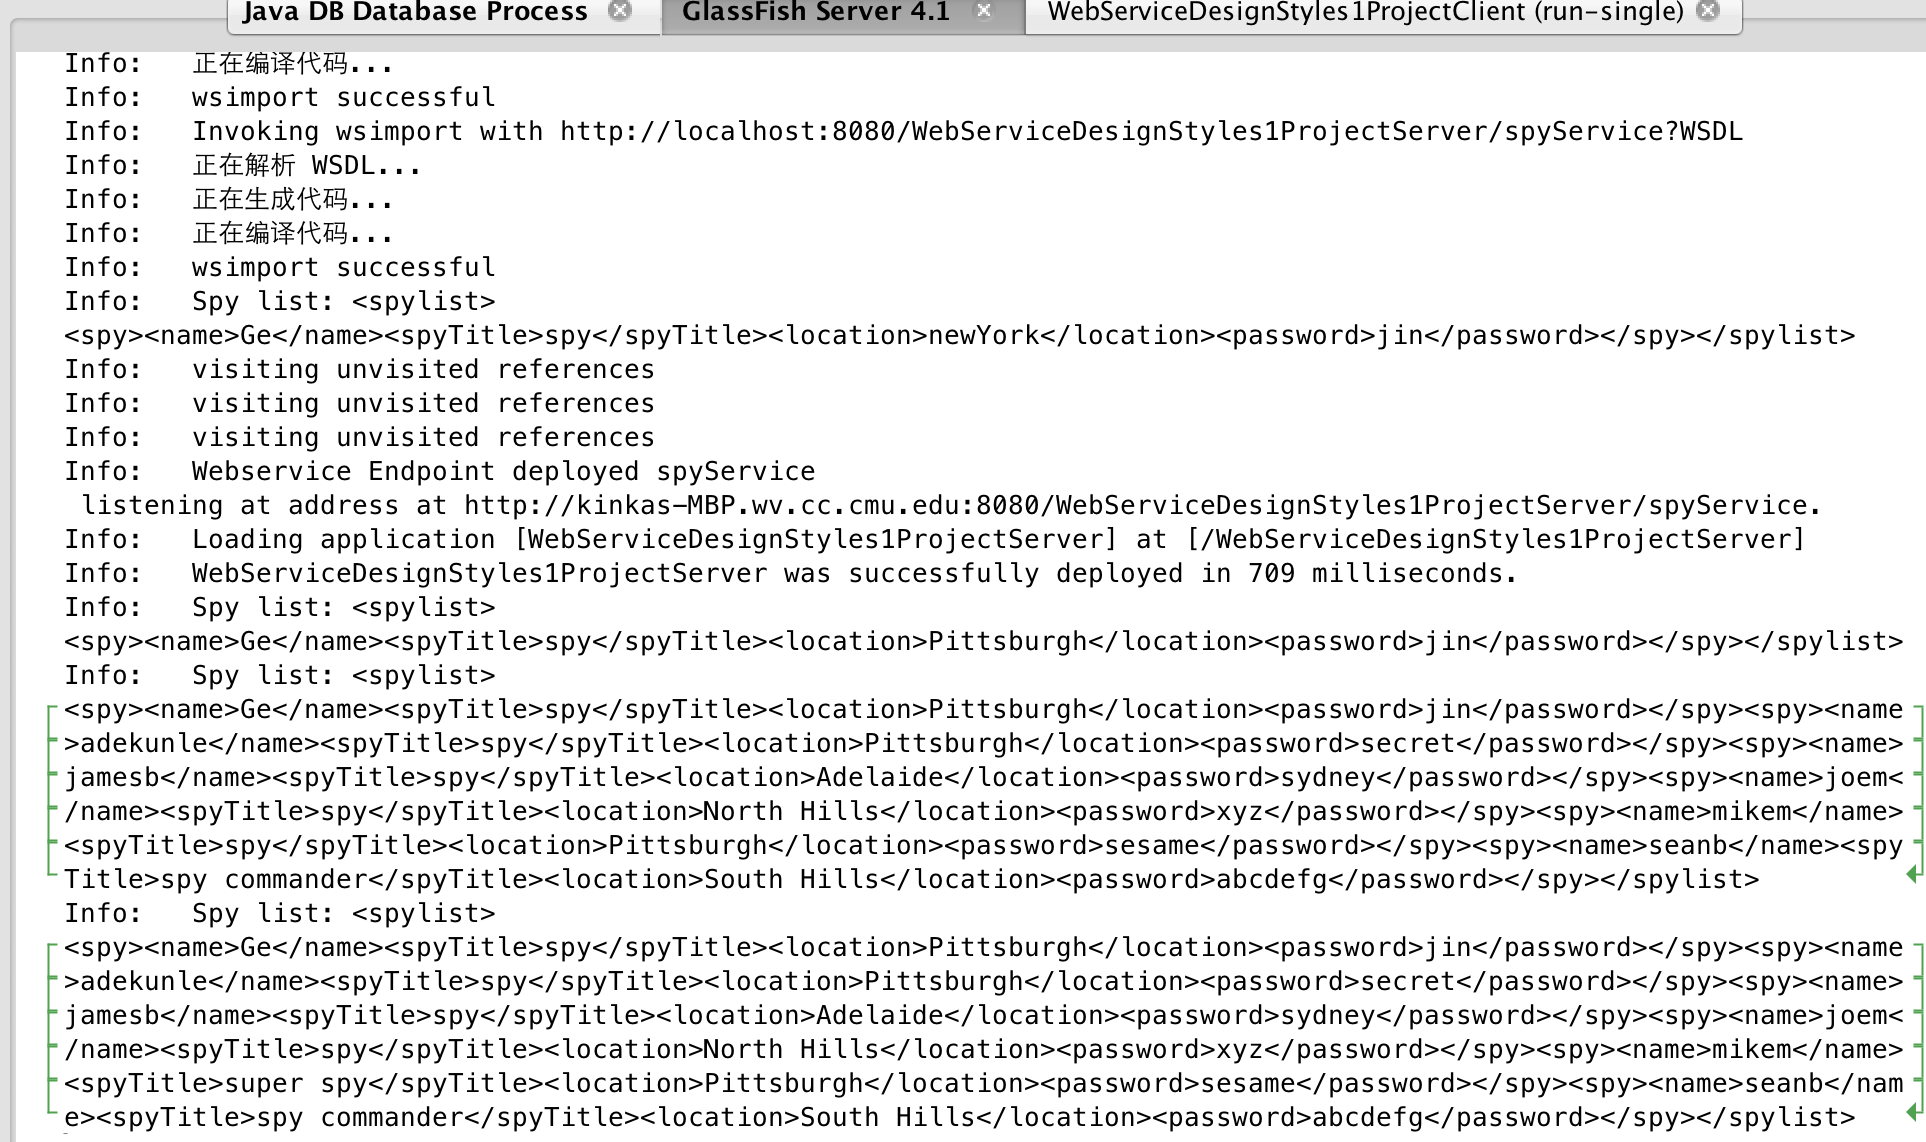 Java DB Database Process GlassFish Server 4.1 WebServiceDesignStyles1ProjectClient (run-single)
Info: 正在编译代码...
Info: wsimport successful
Info: Invoking wsimport with http://localhost:8080/WebServiceDesignStyles1ProjectServer/spyService?WSDL
Info: 正在解析 WSDL...
Info: 正在生成代码...
Info: 正在编译代码...
Info: wsimport successful
Info: Spy list: <spylist>
<spy><name>Ge</name><spyTitle>spy</spyTitle><location>newYork</location><password>jin</password></spy></spylist>
Info: visiting unvisited references
Info: visiting unvisited references
Info: visiting unvisited references
Info: Webservice Endpoint deployed spyService
listening at address at http://kinkas-MBP.wv.cc.cmu.edu:8080/WebServiceDesignStyles1ProjectServer/spyService.
Info: Loading application [WebServiceDesignStyles1ProjectServer] at [/WebServiceDesignStyles1ProjectServer]
Info: WebServiceDesignStyles1ProjectServer was successfully deployed in 709 milliseconds.
Info: Spy list: <spylist>
<spy><name>Ge</name><spyTitle>spy</spyTitle><location>Pittsburgh</location><password>jin</password></spy></spylist>
Info: Spy list: <spylist>
<spy><name>Ge</name><spyTitle>spy</spyTitle><location>Pittsburgh</location><password>jin</password></spy><spy><name
>adekunle</name><spyTitle>spy</spyTitle><location>Pittsburgh</location><password>secret</password></spy><spy><name>
jamesb</name><spyTitle>spy</spyTitle><location>Adelaide</location><password>sydney</password></spy><spy><name>joem<
/name><spyTitle>spy</spyTitle><location>North Hills</location><password>xyz</password></spy><spy><name>mikem</name>
<spyTitle>spy</spyTitle><location>Pittsburgh</location><password>sesame</password></spy><spy><name>seanb</name><spy
Title>spy commander</spyTitle><location>South Hills</location><password>abcdefg</password></spy></spylist>
Info: Spy list: <spylist>
<spy><name>Ge</name><spyTitle>spy</spyTitle><location>Pittsburgh</location><password>jin</password></spy><spy><name
>adekunle</name><spyTitle>spy</spyTitle><location>Pittsburgh</location><password>secret</password></spy><spy><name>
jamesb</name><spyTitle>spy</spyTitle><location>Adelaide</location><password>sydney</password></spy><spy><name>joem<
/name><spyTitle>spy</spyTitle><location>North Hills</location><password>xyz</password></spy><spy><name>mikem</name>
<spyTitle>super spy</spyTitle><location>Pittsburgh</location><password>sesame</password></spy><spy><name>seanb</nam
e><spyTitle>spy commander</spyTitle><location>South Hills</location><password>abcdefg</password></spy></spylist>